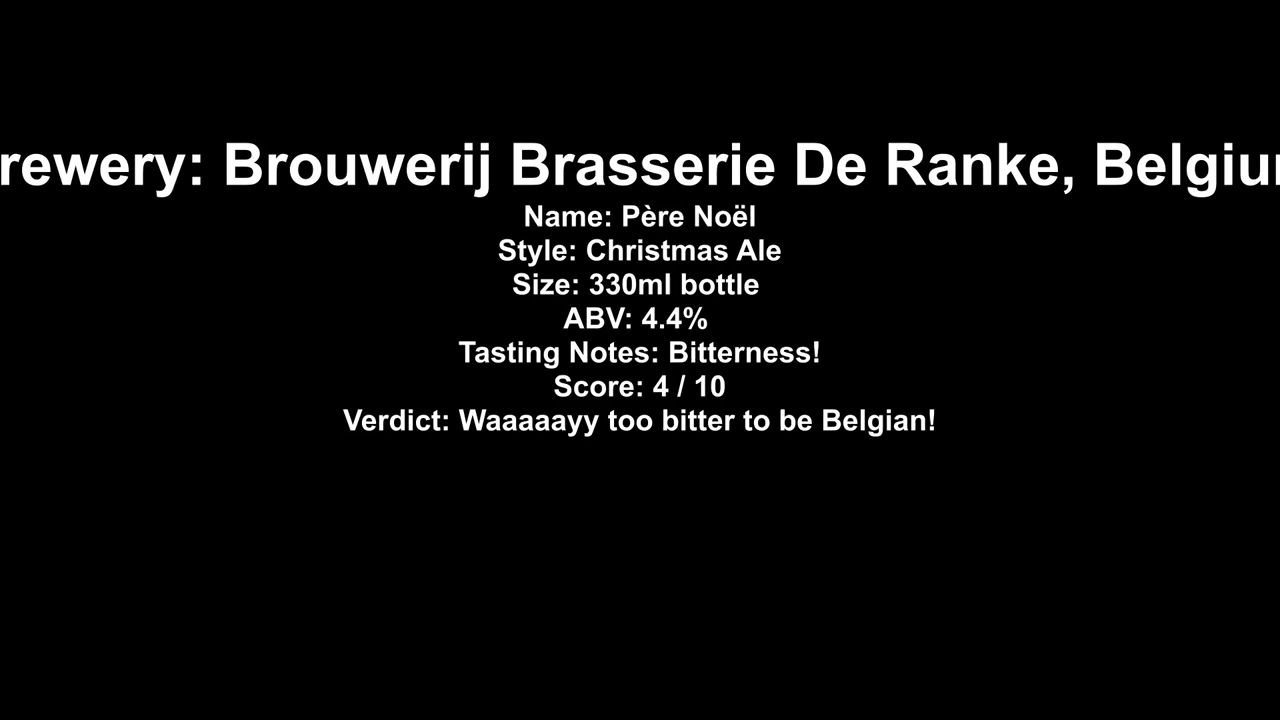 rewery: Brouwerij Brasserie De Ranke, Belgiu
Name: Père Noël
Style: Christmas Ale
Size: 330ml bottle
ABV: 4.4%
Tasting Notes: Bitterness!
Score: 4 / 10
Verdict: Waaaaayy too bitter to be Belgian!